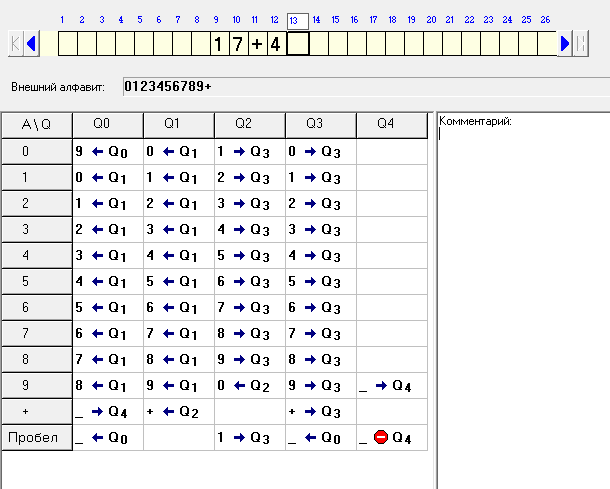 1 2 3 4 5 6 7 8 9 10 11 12 13 14 15 16 17 18 19 20 21 22 23 24 25 26
1 7 + 4
Внешний алфавит: 0123456789+
A\Q Q0 Q1 Q2 Q3 Q4
Комментарий:
0 9 ← Q0 0 ← Q1 1 → Q3 0 → Q3
1 0 ← Q1 1 ← Q1 2 → Q3 1 → Q3
2 1 ← Q1 2 ← Q1 3 → Q3 2 → Q3
3 2 ← Q1 3 ← Q1 4 → Q3 3 → Q3
4 3 ← Q1 4 ← Q1 5 → Q3 4 → Q3
5 4 ← Q1 5 ← Q1 6 → Q3 5 → Q3
6 5 ← Q1 6 ← Q1 7 → Q3 6 → Q3
7 6 ← Q1 7 ← Q1 8 → Q3 7 → Q3
8 7 ← Q1 8 ← Q1 9 → Q3 8 → Q3
9 8 ← Q1 9 ← Q1 0 ← Q2 9 → Q3 _ → Q4
+ _ → Q4 + ← Q2 + → Q3
Пробел _ ← Q0 1 → Q3 _ ← Q0 _ Q4